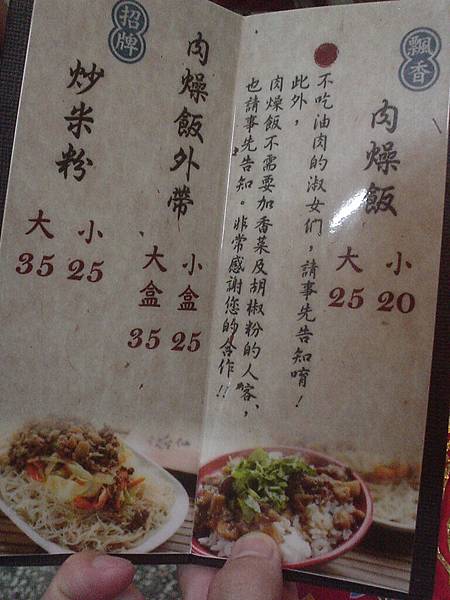 飄香
肉燥飯
小 20
大 25
不吃油肉的淑女們，請事先告知唷！
此外，
肉燥飯不需要加香菜及胡椒粉的人客、
也請事先告知。非常感謝您的合作!!
招牌
肉燥飯外帶
小盒 25
大盒 35
炒米粉
小 25
大 35